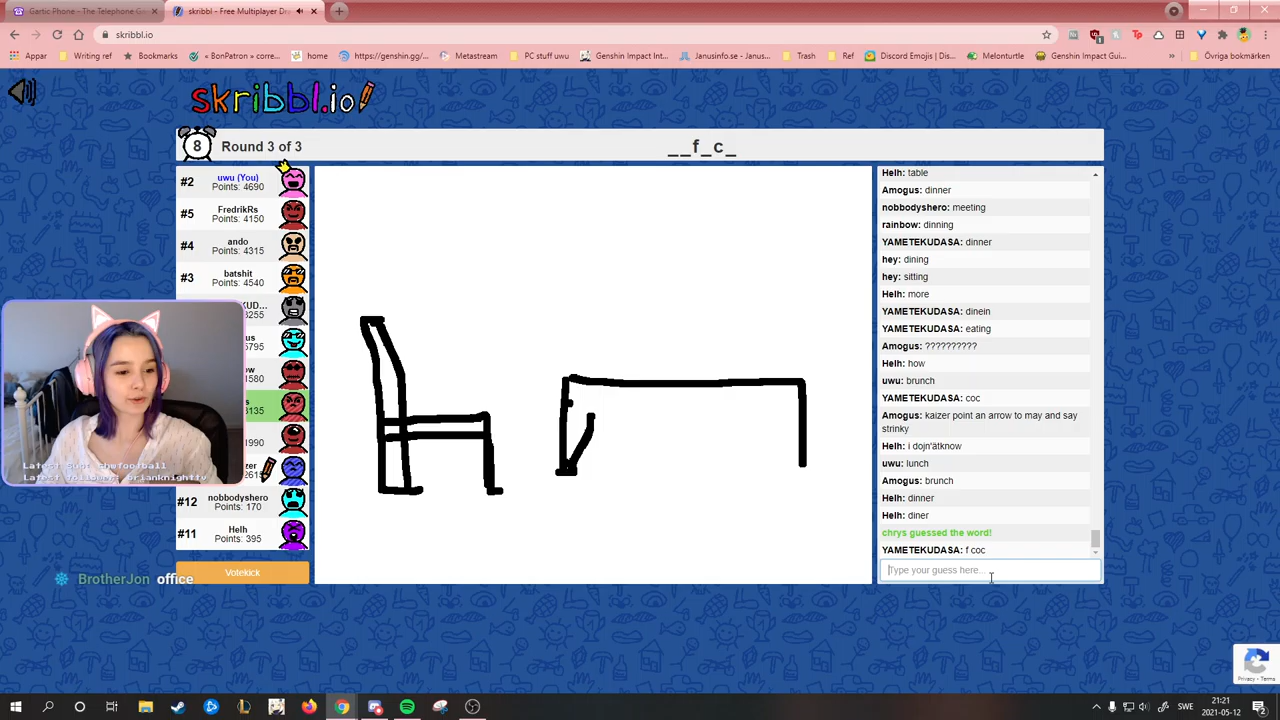 Gartic Phone - The Telephone G
skribbl - Free Multiplayer Dr
skribbl.io
Appar
Writing ref
Bookmarks
« BonPatron » corre...
home
https://genshin.gg/...
Metastream
PC stuff uwu
Genshin Impact Int...
Janusinfo.se - Janus...
Trash
Ref
Discord Emojis | Dis...
Melonturtle
Genshin Impact Gui...
»
Övriga bokmärken
skribbl.io
8
Round 3 of 3
__f_c_
#2
uwu (You)
Points: 4690
#5
FredrikRs
Points: 4150
#4
ando
Points: 4315
#3
batshit
Points: 4540
#12
nobbodyshero
Points: 170
#11
Helh
Points: 395
Votekick
BrotherJon office
Helh: table
Amogus: dinner
nobbodyshero: meeting
rainbow: dinning
YAMETEKUDASA: dinner
hey: dining
hey: sitting
Helh: more
YAMETEKUDASA: dinein
YAMETEKUDASA: eating
Amogus: ??????????
Helh: how
uwu: brunch
YAMETEKUDASA: coc
Amogus: kaizer point an arrow to may and say
strinky
Helh: i dojn'ätknow
uwu: lunch
Amogus: brunch
Helh: dinner
Helh: diner
chrys guessed the word!
YAMETEKUDASA: f coc
Type your guess here...
Privacy - Terms
SWE
21:21
2021-05-12